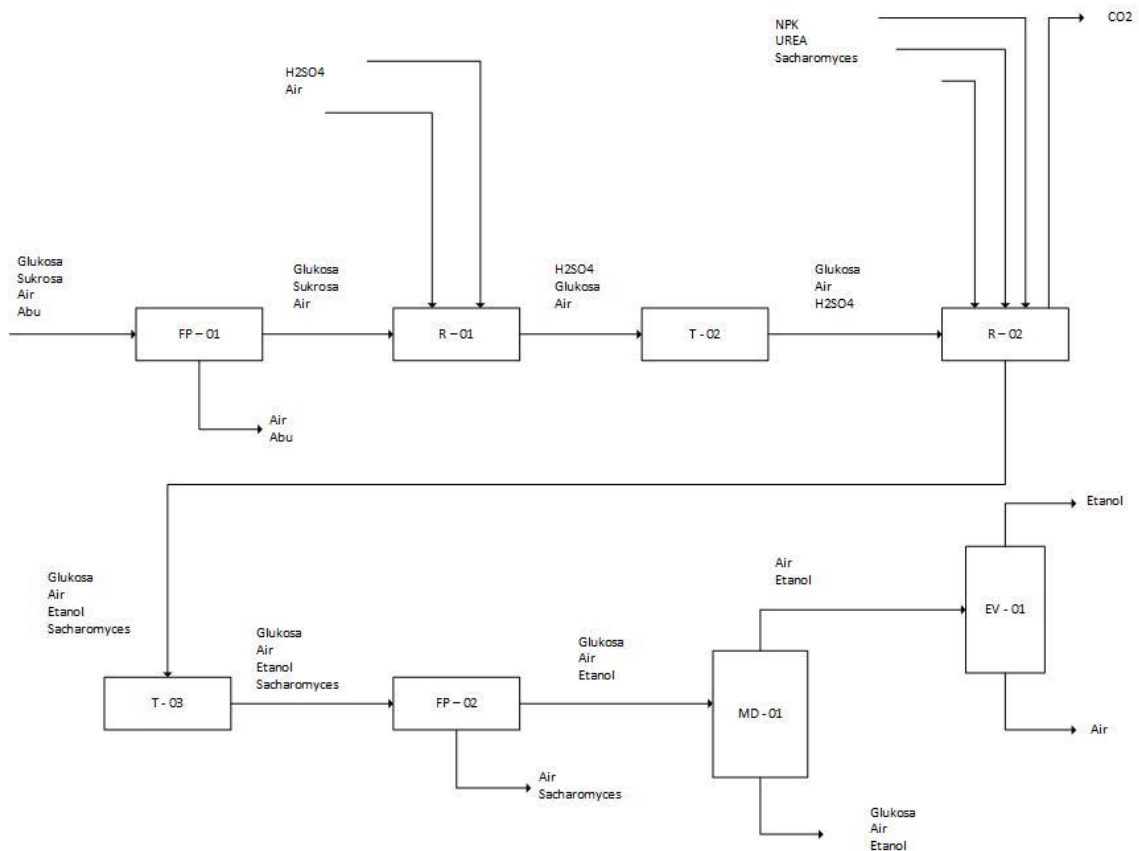 NPK
UREA
Sacharomyces
CO2
H2SO4
Air
Glukosa
Sukrosa
Air
Abu
Glukosa
Sukrosa
Air
H2SO4
Glukosa
Air
Glukosa
Air
H2SO4
FP – 01
R – 01
T - 02
R – 02
Air
Abu
Etanol
Air
Etanol
EV - 01
Glukosa
Air
Etanol
Sacharomyces
Glukosa
Air
Etanol
Sacharomyces
Glukosa
Air
Etanol
T - 03
FP – 02
MD - 01
Air
Air
Sacharomyces
Glukosa
Air
Etanol